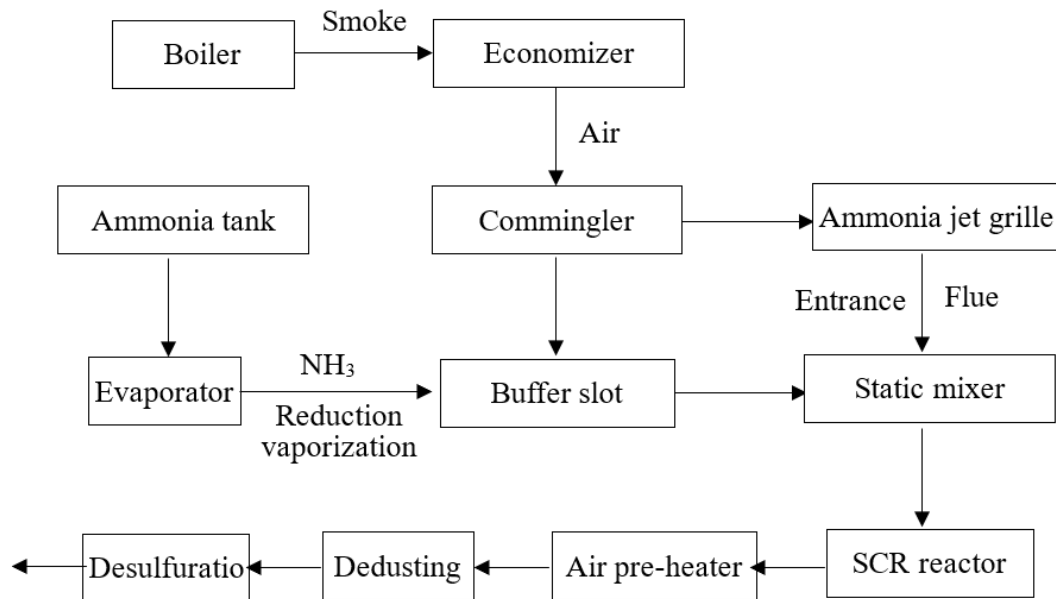 Smoke
Boiler
Economizer
Air
Ammonia tank
Commingler
Ammonia jet grille
Entrance
Flue
NH₃
Evaporator
Buffer slot
Static mixer
Reduction
vaporization
Desulfuratio
Dedusting
Air pre-heater
SCR reactor